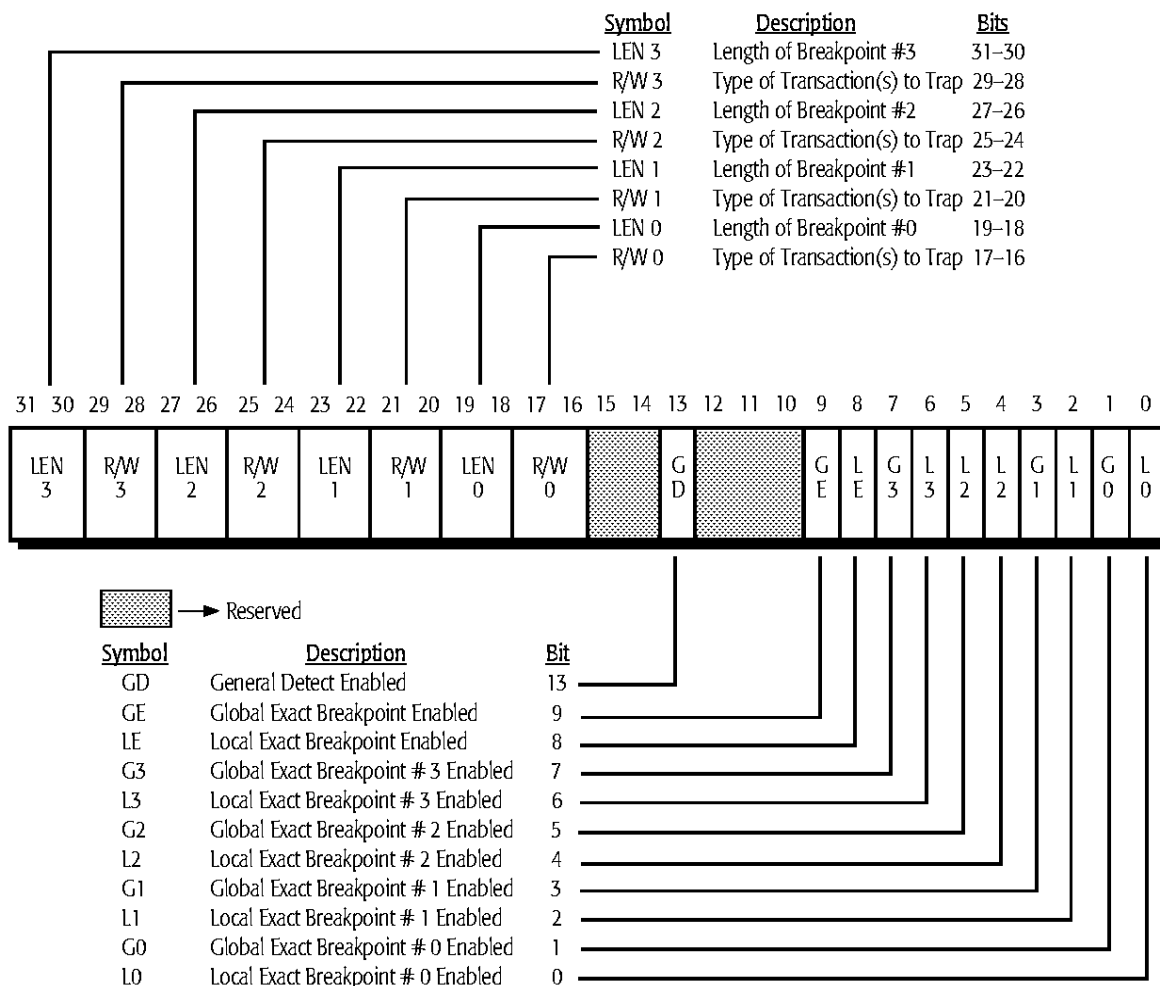 Symbol Description Bits
LEN 3 Length of Breakpoint #3 31–30
R/W 3 Type of Transaction(s) to Trap 29–28
LEN 2 Length of Breakpoint #2 27–26
R/W 2 Type of Transaction(s) to Trap 25–24
LEN 1 Length of Breakpoint #1 23–22
R/W 1 Type of Transaction(s) to Trap 21–20
LEN 0 Length of Breakpoint #0 19–18
R/W 0 Type of Transaction(s) to Trap 17–16
31 30 29 28 27 26 25 24 23 22 21 20 19 18 17 16 15 14 13 12 11 10 9 8 7 6 5 4 3 2 1 0
LEN R/W LEN R/W LEN R/W LEN R/W G G L G L L L G L G L
3 3 2 2 1 1 0 0 D E E 3 3 2 2 1 1 0 0
Reserved
Symbol Description Bit
GD General Detect Enabled 13
GE Global Exact Breakpoint Enabled 9
LE Local Exact Breakpoint Enabled 8
G3 Global Exact Breakpoint # 3 Enabled 7
L3 Local Exact Breakpoint # 3 Enabled 6
G2 Global Exact Breakpoint # 2 Enabled 5
L2 Local Exact Breakpoint # 2 Enabled 4
G1 Global Exact Breakpoint # 1 Enabled 3
L1 Local Exact Breakpoint # 1 Enabled 2
G0 Global Exact Breakpoint # 0 Enabled 1
L0 Local Exact Breakpoint # 0 Enabled 0